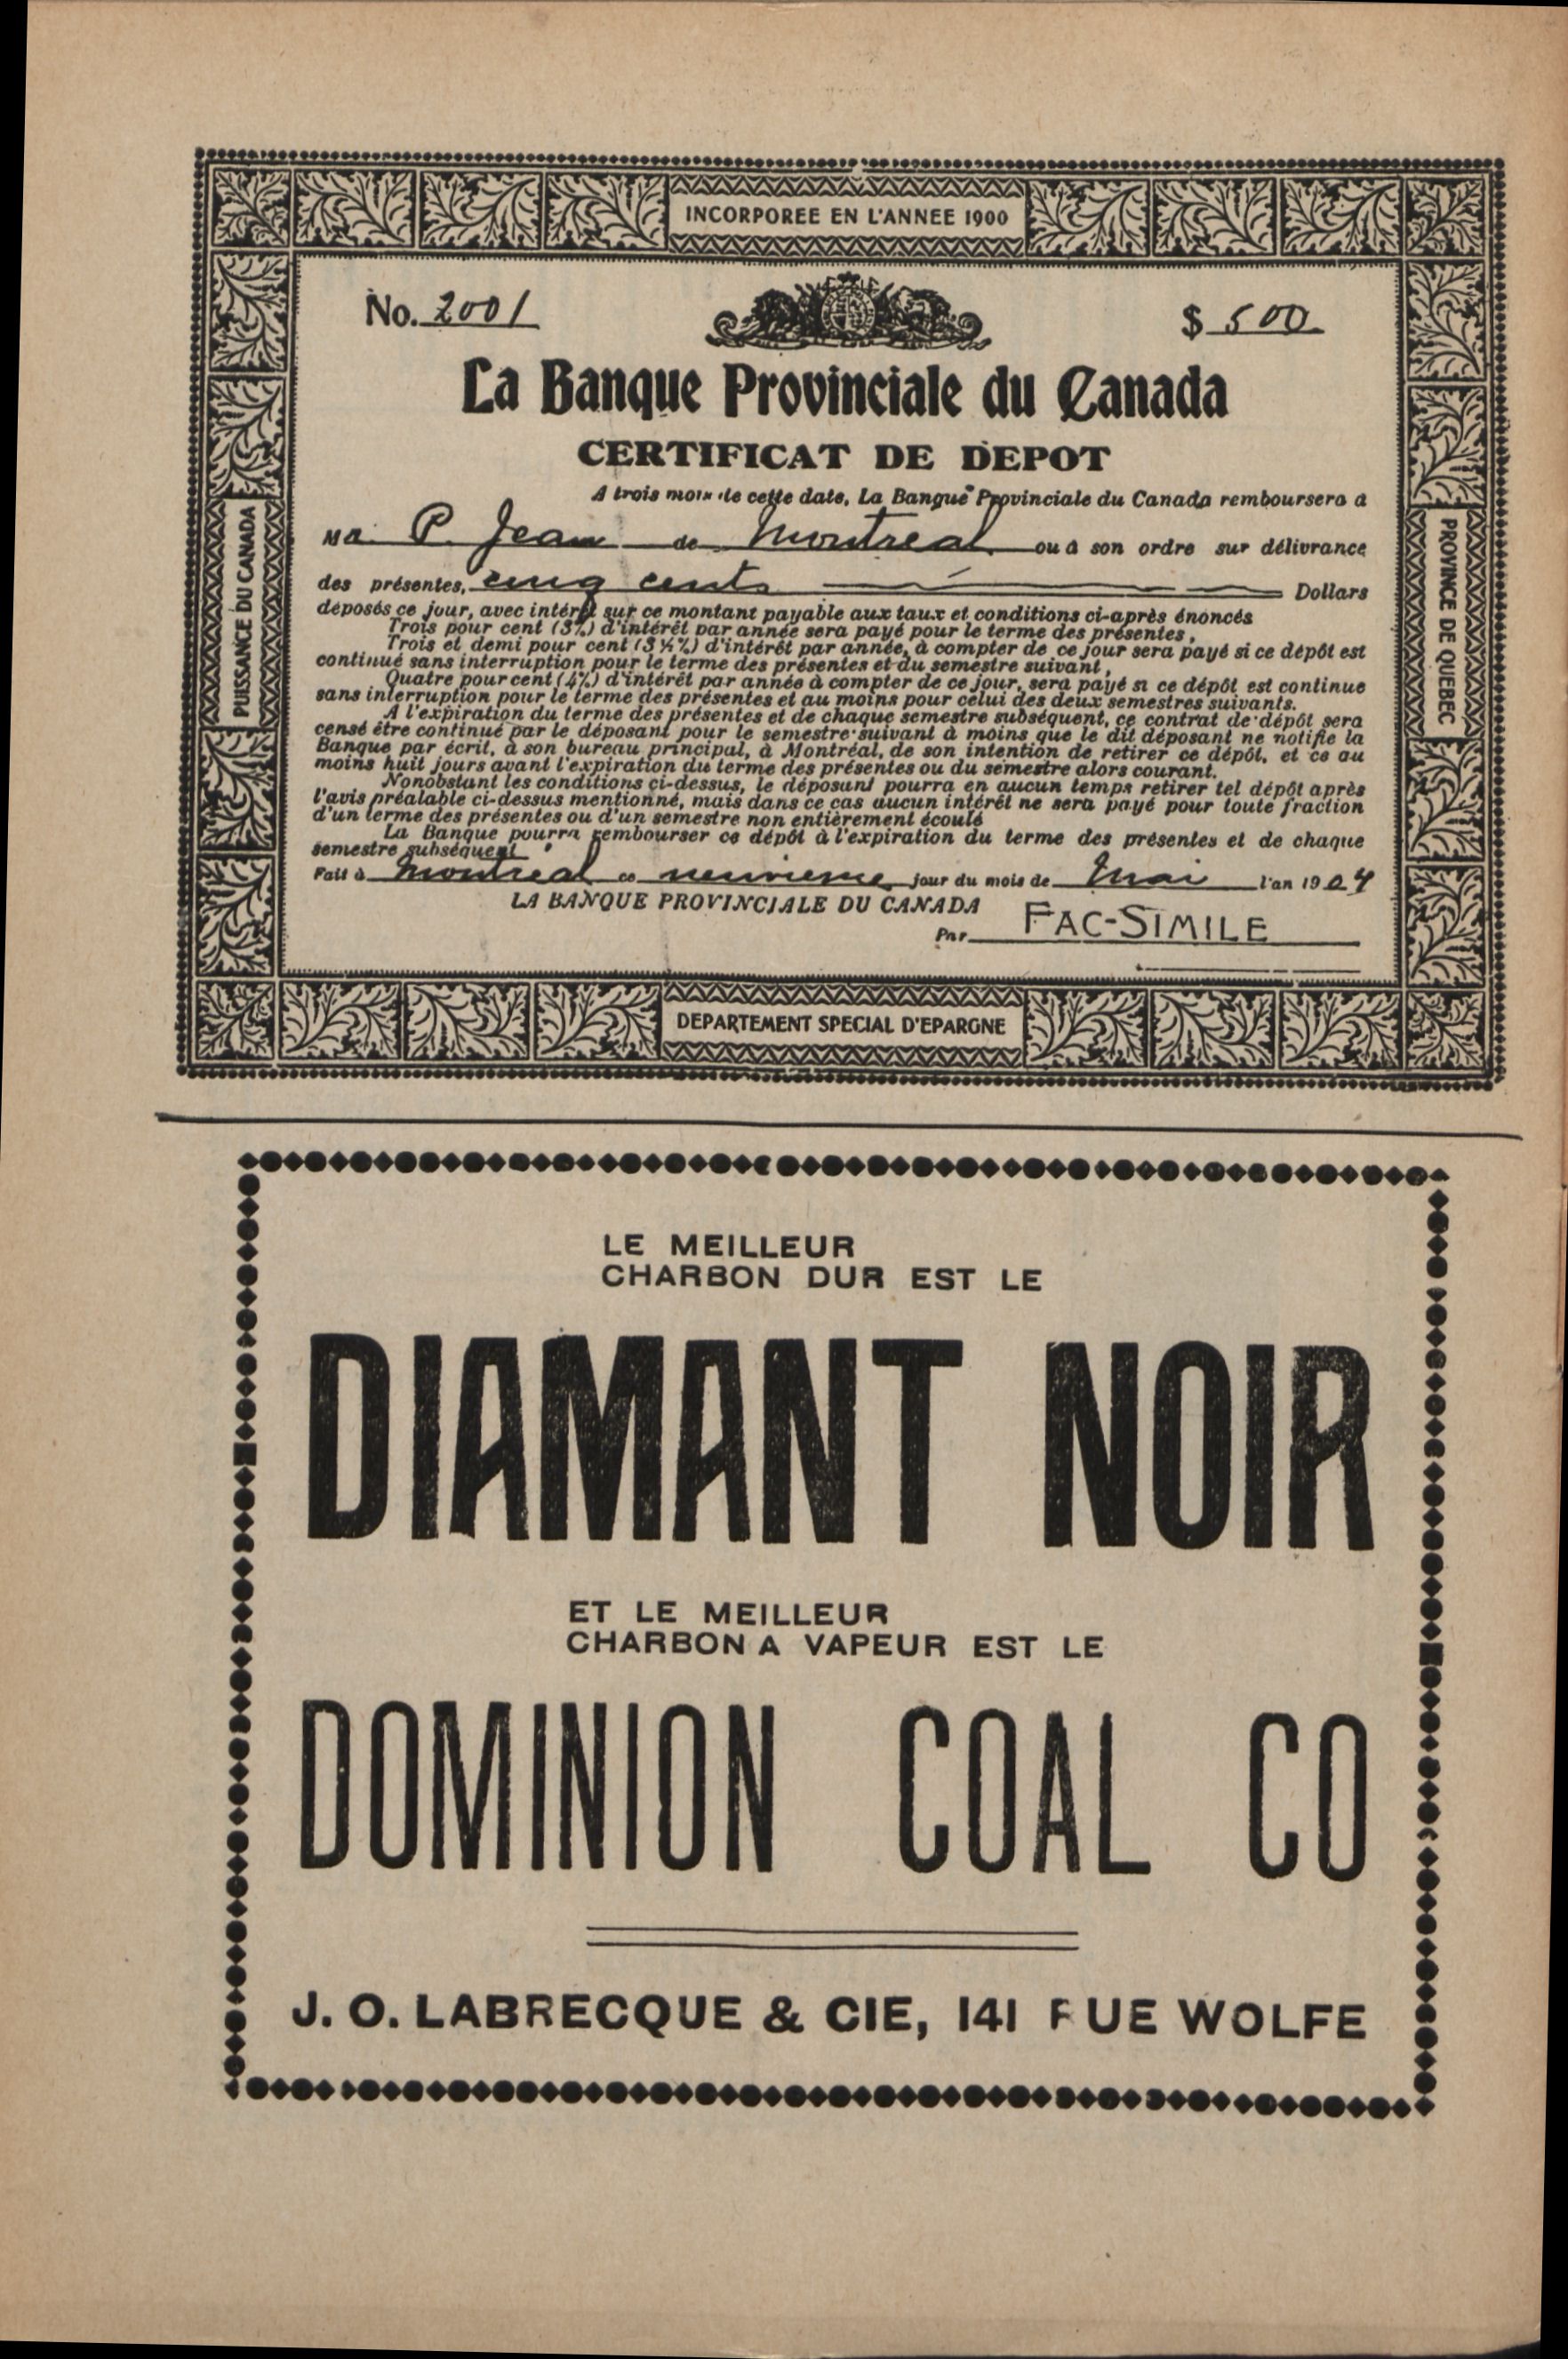 INCORPOREE EN L'ANNEE 1900
No. 2001
$ 500
La Banque Provinciale du Canada
CERTIFICAT DE DEPOT
A trois mois de cette date, La Banque Provinciale du Canada remboursera à
P. Jean de Montreal ou à son ordre sur délivrance
des présentes, cinq cents Dollars
déposés ce jour, avec intérêt sur ce montant payable aux taux et conditions ci-après énoncés
Trois pour cent (3%) d'intérêt par année sera payé pour le terme des présentes,
Trois et demi pour cent (3½%) d'intérêt par année, à compter de ce jour sera payé si ce dépôt est
continué sans interruption pour le terme des présentes et du semestre suivant,
Quatre pour cent (4%) d'intérêt par année à compter de ce jour, sera payé si ce dépôt est continue
sans interruption pour le terme des présentes et au moins pour celui des deux semestres suivants.
A l'expiration du terme des présentes et de chaque semestre subséquent, ce contrat de dépôt sera
censé être continué par le déposant pour le semestre suivant à moins que le dit déposant ne notifie la
Banque par écrit, à son bureau principal, à Montréal, de son intention de retirer ce dépôt, et ce au
moins huit jours avant l'expiration du terme des présentes ou du semestre alors courant.
Nonobstant les conditions ci-dessus, le déposant pourra en aucun temps retirer tel dépôt après
l'avis préalable ci-dessus mentionné, mais dans ce cas aucun intérêt ne sera payé pour toute fraction
d'un terme des présentes ou d'un semestre non entièrement écoulé
La Banque pourra rembourser ce dépôt à l'expiration du terme des présentes et de chaque
semestre subséquent
Fait à Montreal ce neuvieme jour du mois de Mai l'an 1904
LA BANQUE PROVINCIALE DU CANADA
Par FAC-SIMILE
DEPARTEMENT SPECIAL D'EPARGNE
PUISSANCE DU CANADA
PROVINCE DE QUEBEC
LE MEILLEUR
CHARBON DUR EST LE
DIAMANT NOIR
ET LE MEILLEUR
CHARBON A VAPEUR EST LE
DOMINION COAL CO
J. O. LABRECQUE & CIE, 141 RUE WOLFE